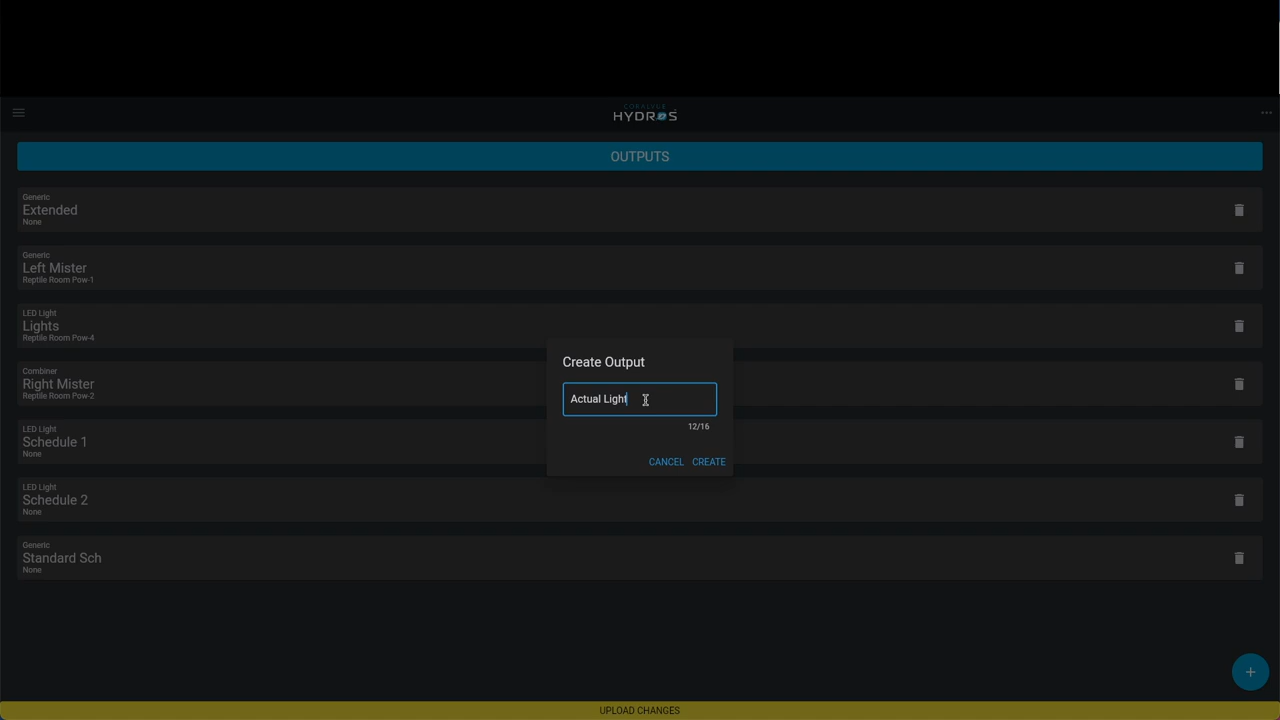 CORALVUE
HYDROS
OUTPUTS
Generic
Extended
None
Generic
Left Mister
Reptile Room Pow-1
LED Light
Lights
Reptile Room Pow-4
Combiner
Right Mister
Reptile Room Pow-2
LED Light
Schedule 1
None
LED Light
Schedule 2
None
Generic
Standard Sch
None
Create Output
Actual Light
12/16
CANCEL CREATE
UPLOAD CHANGES